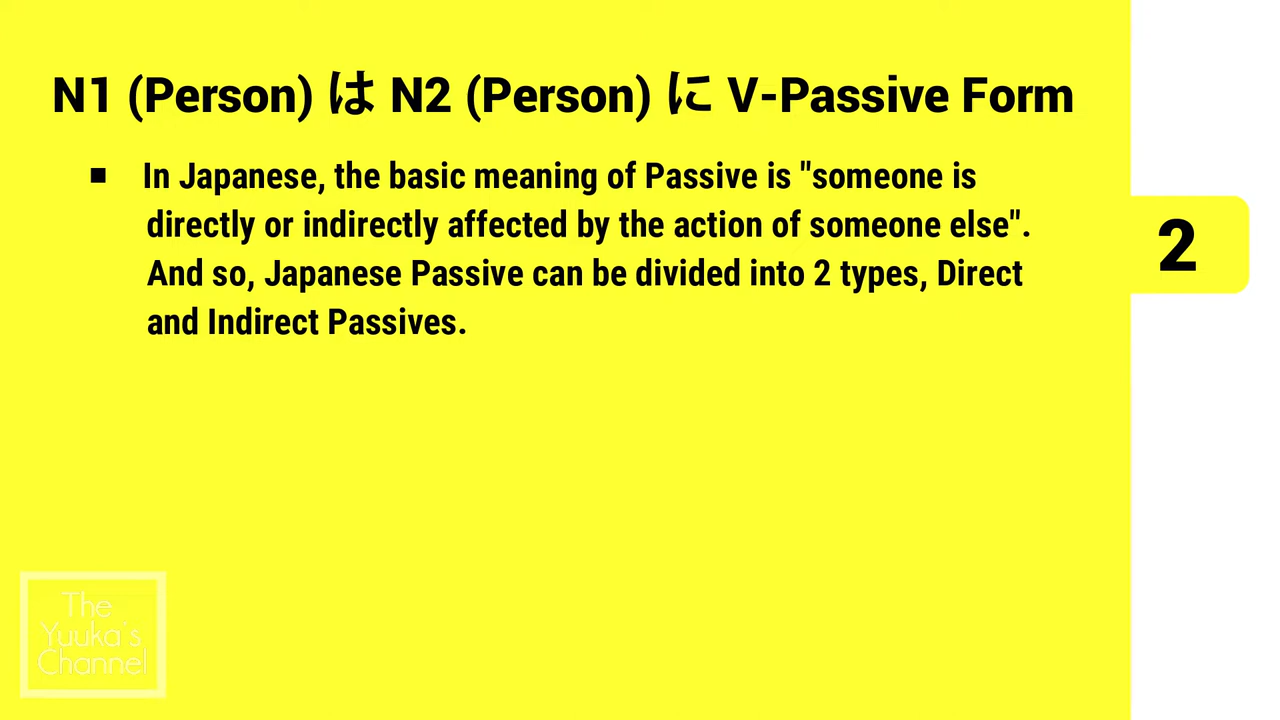 N1 (Person) は N2 (Person) に V-Passive Form
■ In Japanese, the basic meaning of Passive is "someone is
directly or indirectly affected by the action of someone else".
And so, Japanese Passive can be divided into 2 types, Direct
and Indirect Passives.
2
The
Yuuka's
Channel